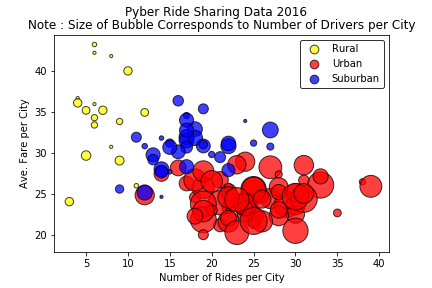 Pyber Ride Sharing Data 2016
Note : Size of Bubble Corresponds to Number of Drivers per City
Rural
Urban
Suburban
Ave. Fare per City
40
35
30
25
20
5
10
15
20
25
30
35
40
Number of Rides per City